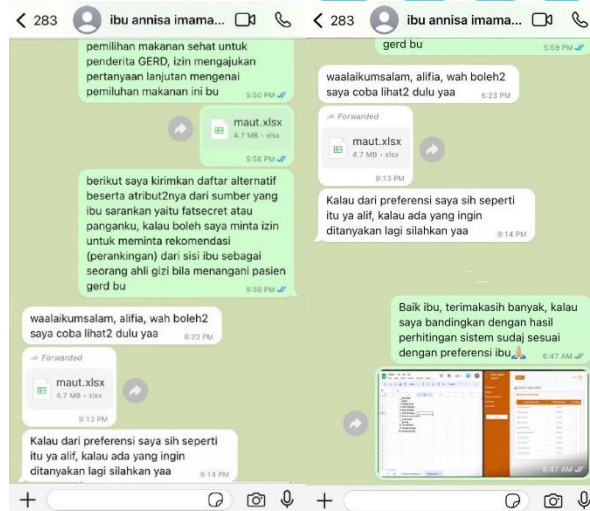 283
ibu annisa imama...
pemilihan makanan sehat untuk
penderita GERD, izin mengajukan
pertanyaan lanjutan mengenai
pemiluhan makanan ini bu
5:50 PM
maut.xlsx
4.7 MB • xlsx
5:56 PM
berikut saya kirimkan daftar alternatif
beserta atribut2nya dari sumber yang
ibu sarankan yaitu fatsecret atau
panganku, kalau boleh saya minta izin
untuk meminta rekomendasi
(perankingan) dari sisi ibu sebagai
seorang ahli gizi bila menangani pasien
gerd bu
5:59 PM
waalaikumsalam, alifia, wah boleh2
saya coba lihat2 dulu yaa
6:23 PM
Forwarded
maut.xlsx
4.7 MB • xlsx
9:13 PM
Kalau dari preferensi saya sih seperti
itu ya alif, kalau ada yang ingin
ditanyakan lagi silahkan yaa
9:14 PM
283
ibu annisa imama...
gerd bu
5:59 PM
waalaikumsalam, alifia, wah boleh2
saya coba lihat2 dulu yaa
6:23 PM
Forwarded
maut.xlsx
4.7 MB • xlsx
9:13 PM
Kalau dari preferensi saya sih seperti
itu ya alif, kalau ada yang ingin
ditanyakan lagi silahkan yaa
9:14 PM
Baik ibu, terimakasih banyak, kalau
saya bandingkan dengan hasil
perhitingan sistem sudaj sesuai
dengan preferensi ibu🙏🏻
6:47 AM
6:47 AM